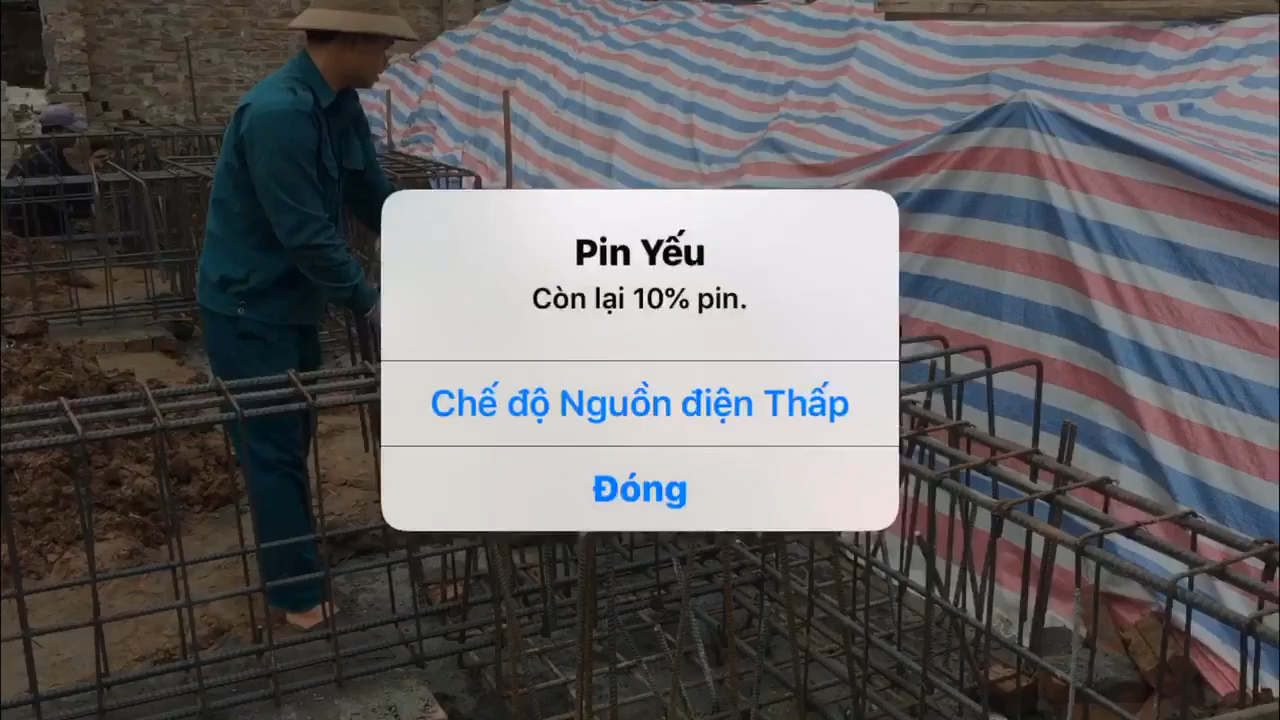 Pin Yếu
Còn lại 10% pin.
Chế độ Nguồn điện Thấp
Đóng